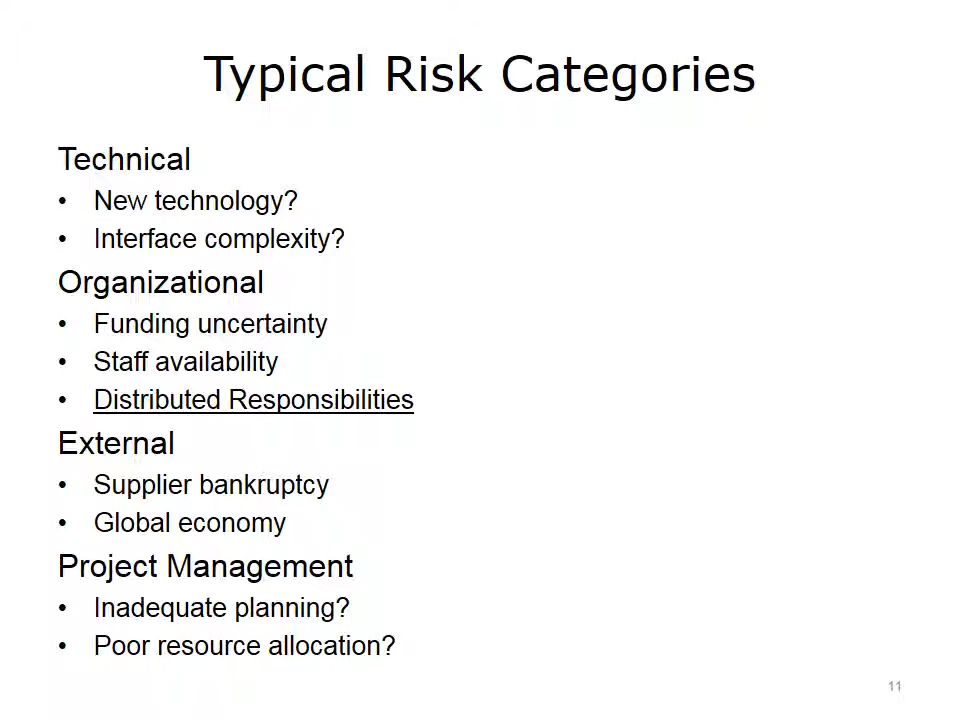 Typical Risk Categories
Technical
• New technology?
• Interface complexity?
Organizational
• Funding uncertainty
• Staff availability
• Distributed Responsibilities
External
• Supplier bankruptcy
• Global economy
Project Management
• Inadequate planning?
• Poor resource allocation?
11